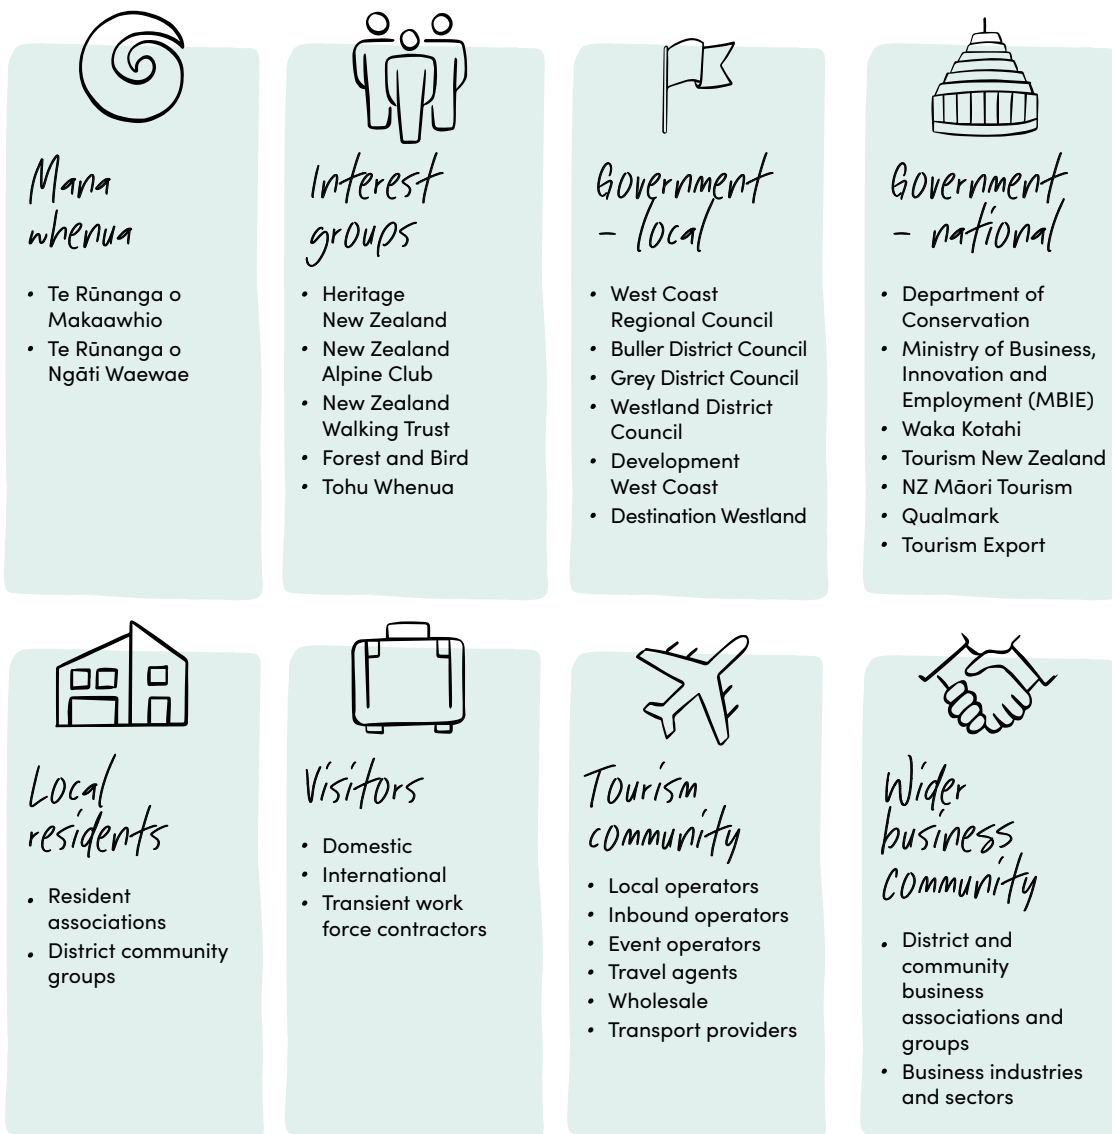 Mana
whenua
• Te Rūnanga o
Makaawhio
• Te Rūnanga o
Ngāti Waewae
Interest
groups
• Heritage
New Zealand
• New Zealand
Alpine Club
• New Zealand
Walking Trust
• Forest and Bird
• Tohu Whenua
Government
– local
• West Coast
Regional Council
• Buller District Council
• Grey District Council
• Westland District
Council
• Development
West Coast
• Destination Westland
Government
– national
• Department of
Conservation
• Ministry of Business,
Innovation and
Employment (MBIE)
• Waka Kotahi
• Tourism New Zealand
• NZ Māori Tourism
• Qualmark
• Tourism Export
Local
residents
• Resident
associations
• District community
groups
Visitors
• Domestic
• International
• Transient work
force contractors
Tourism
community
• Local operators
• Inbound operators
• Event operators
• Travel agents
• Wholesale
• Transport providers
Wider
business
community
• District and
community
business
associations and
groups
• Business industries
and sectors